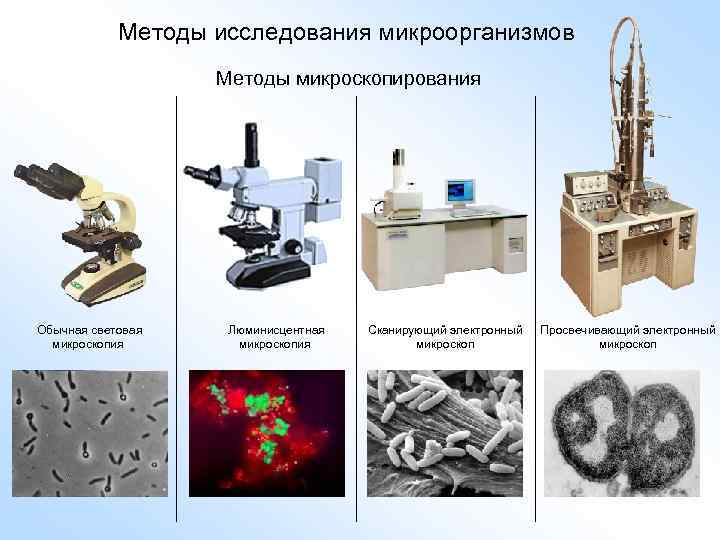 Методы исследования микроорганизмов
Методы микроскопирования
Обычная световая
микроскопия
Люминисцентная
микроскопия
Сканирующий электронный
микроскоп
Просвечивающий электронный
микроскоп